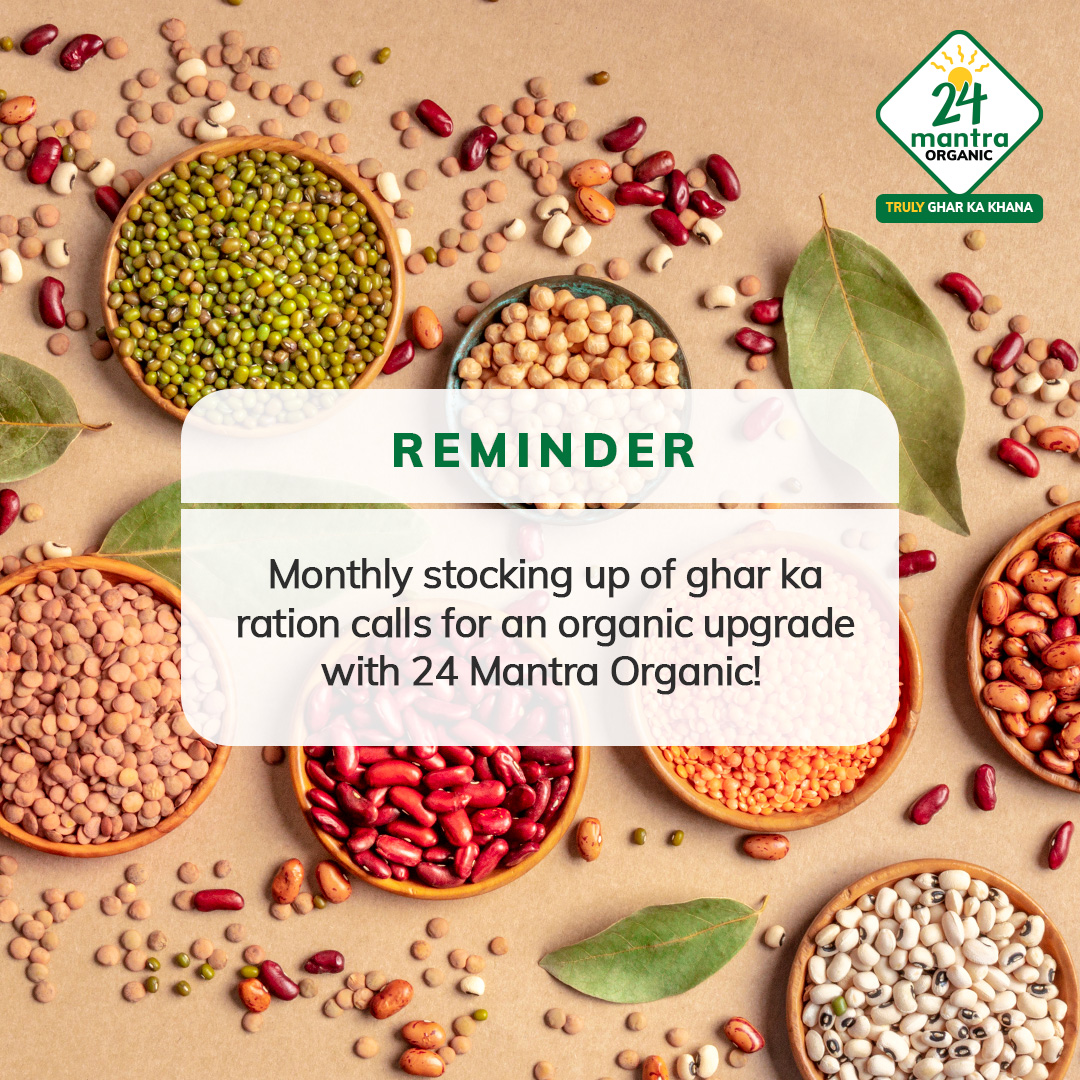 24
mantra
ORGANIC
TRULY GHAR KA KHANA
REMINDER
Monthly stocking up of ghar ka
ration calls for an organic upgrade
with 24 Mantra Organic!